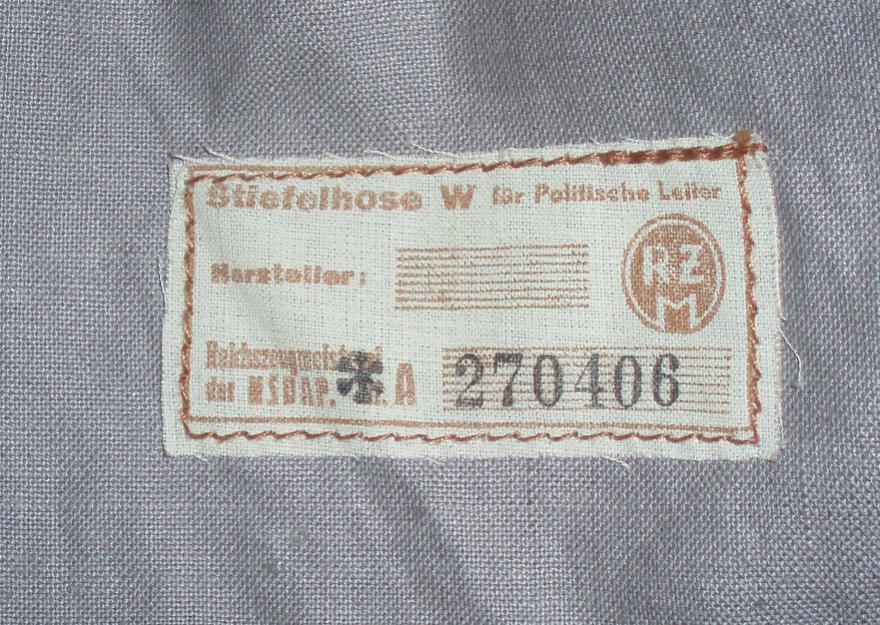 Stiefelhose W für Politische Leiter
Hersteller:
RZM
Reichszeugmeisterei
der NSDAP. * A 270406